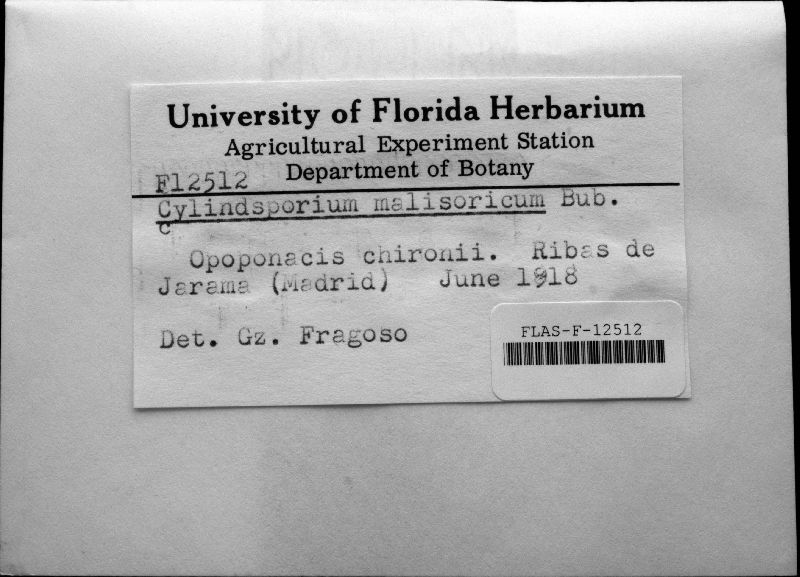 University of Florida Herbarium
Agricultural Experiment Station
Department of Botany
F12512
Cylindsporium malisoricum Bub.
c
Opoponacis chironii. Ribas de
Jarama (Madrid) June 1918
Det. Gz. Fragoso
FLAS-F-12512